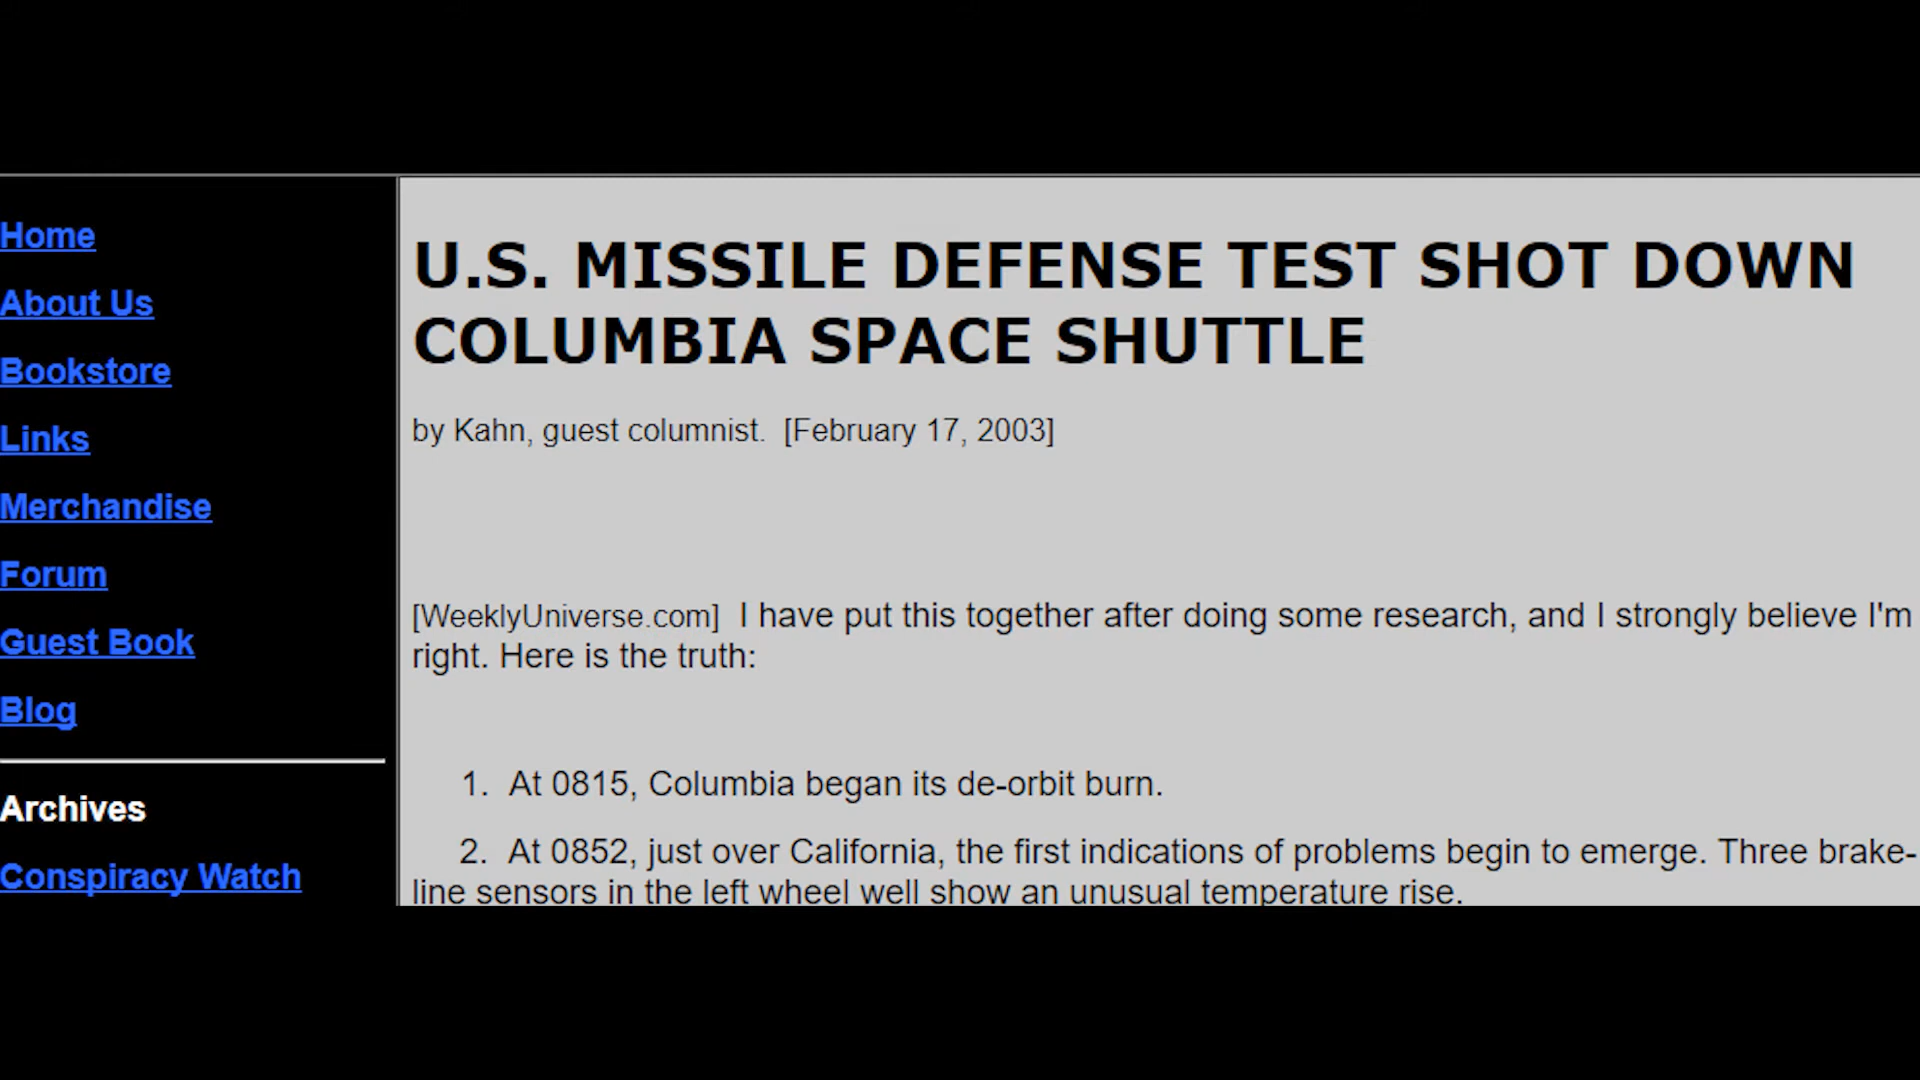 Home
About Us
Bookstore
Links
Merchandise
Forum
Guest Book
Blog
Archives
Conspiracy Watch
U.S. MISSILE DEFENSE TEST SHOT DOWN
COLUMBIA SPACE SHUTTLE
by Kahn, guest columnist.  [February 17, 2003]
[WeeklyUniverse.com]  I have put this together after doing some research, and I strongly believe I'm
right. Here is the truth:
1.  At 0815, Columbia began its de-orbit burn.
2.  At 0852, just over California, the first indications of problems begin to emerge. Three brake-
line sensors in the left wheel well show an unusual temperature rise.